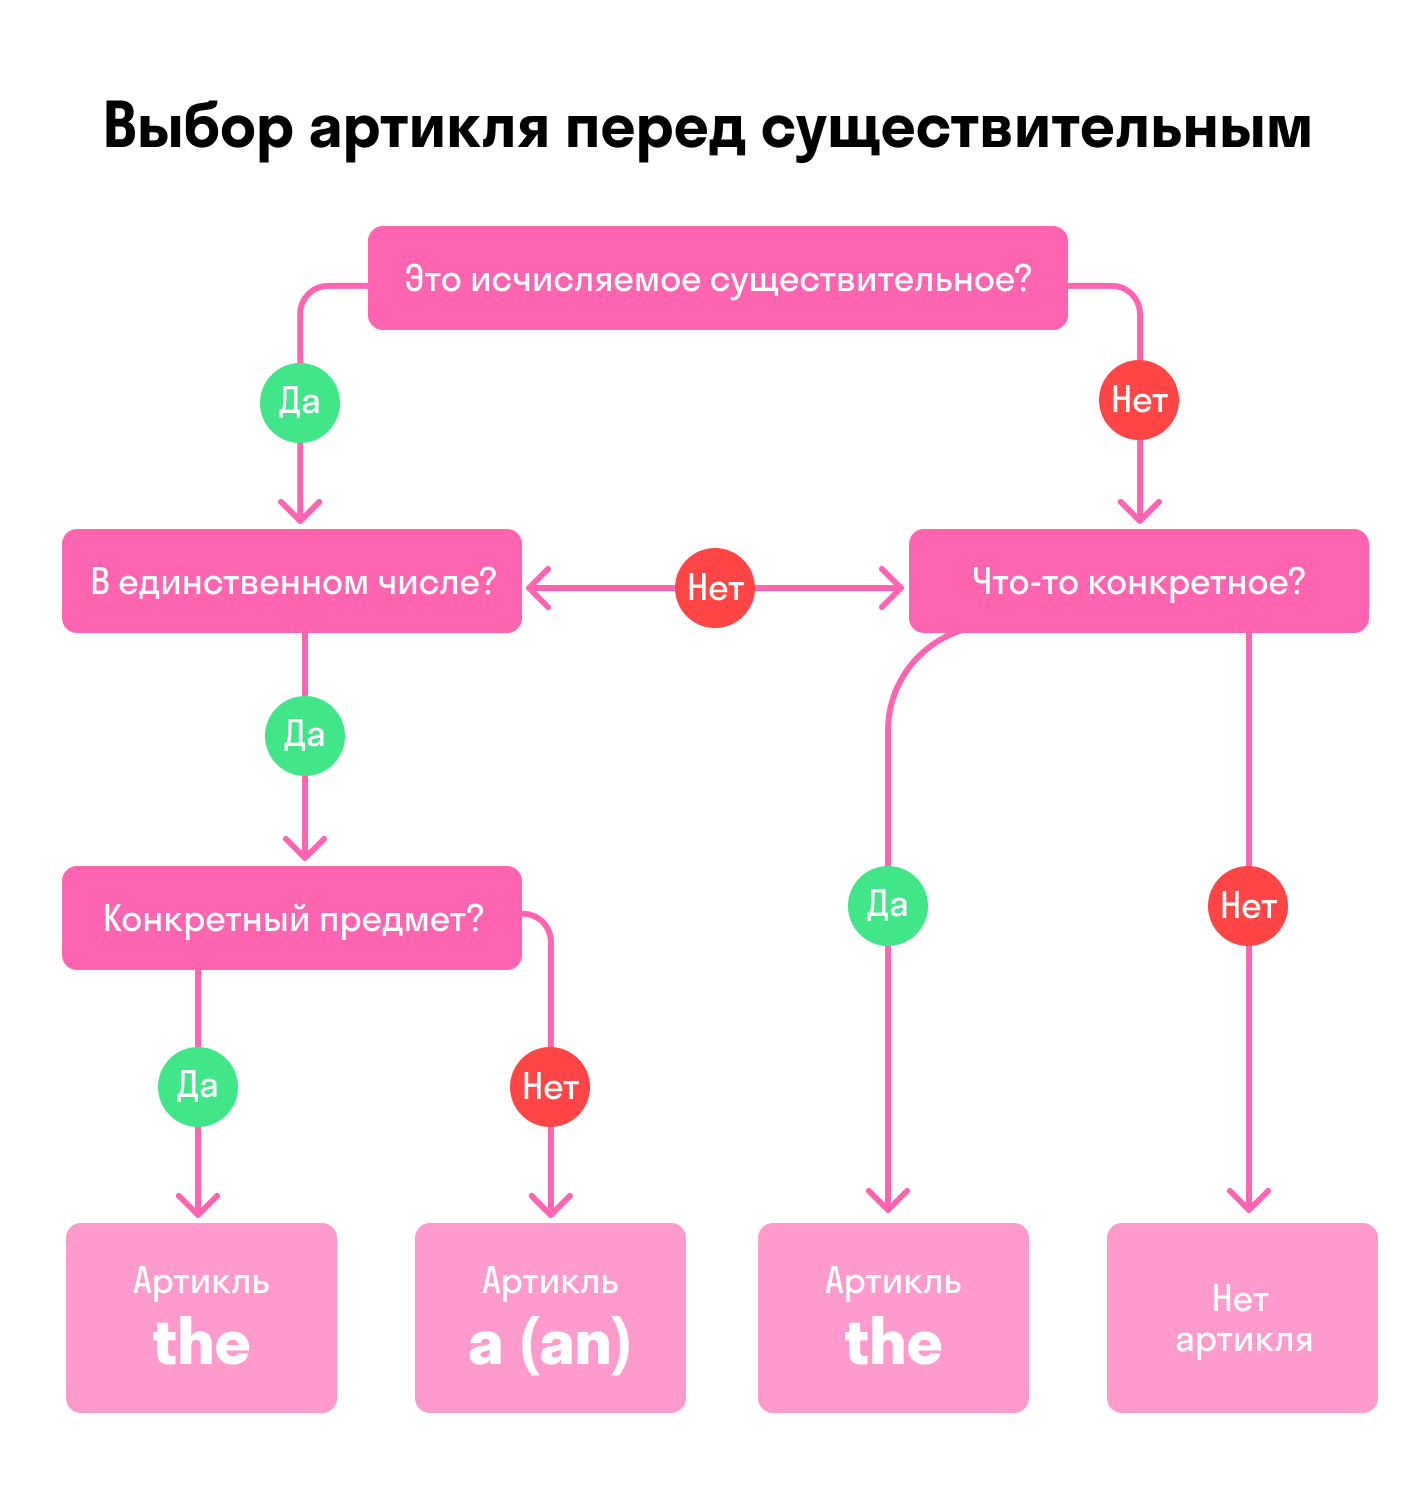 Выбор артикля перед существительным
Это исчисляемое существительное?
Да
Нет
В единственном числе?
Нет
Что-то конкретное?
Да
Конкретный предмет?
Да
Нет
Да
Нет
Артикль
the
Артикль
a (an)
Артикль
the
Нет
артикля